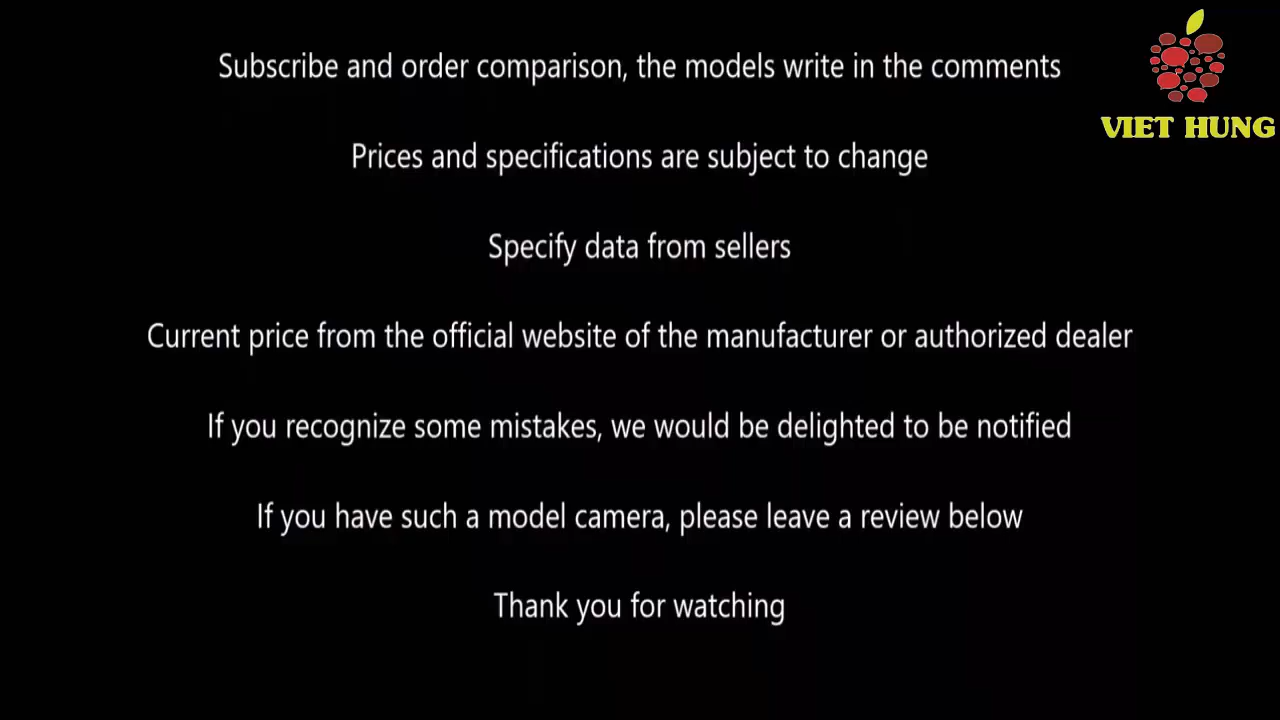 Subscribe and order comparison, the models write in the comments
VIET HUNG
Prices and specifications are subject to change
Specify data from sellers
Current price from the official website of the manufacturer or authorized dealer
If you recognize some mistakes, we would be delighted to be notified
If you have such a model camera, please leave a review below
Thank you for watching